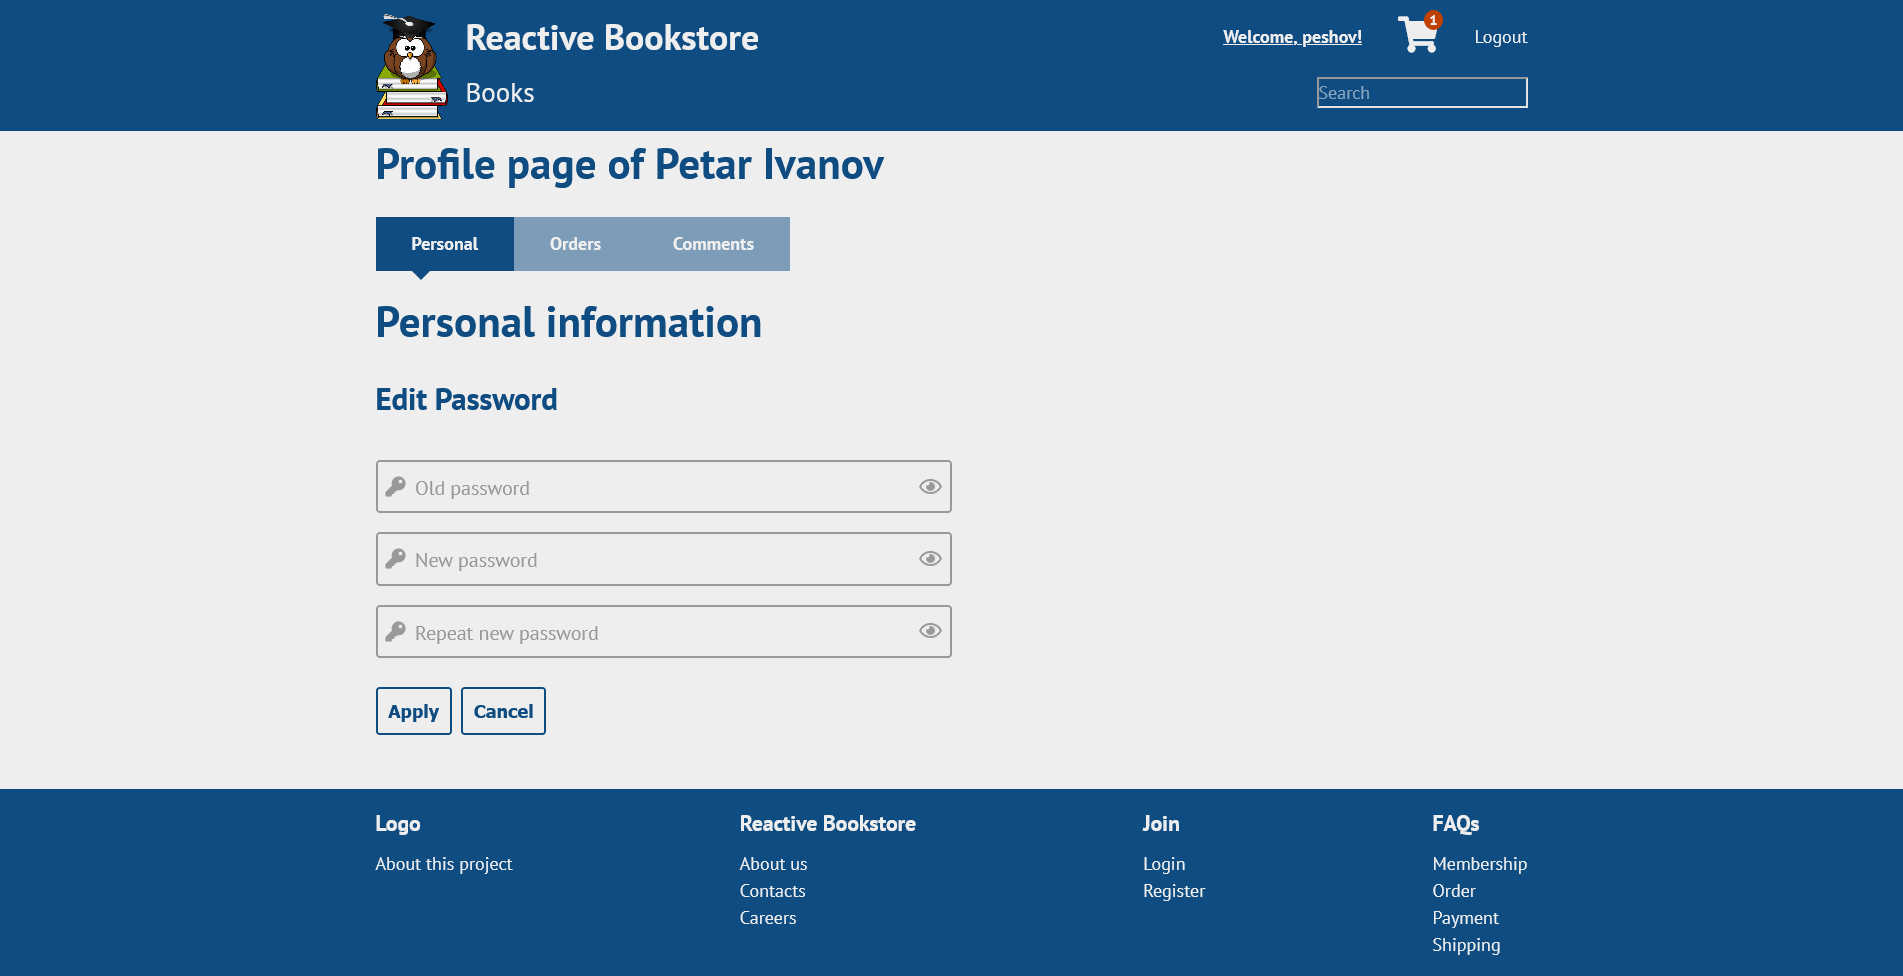 Reactive Bookstore
Welcome, peshov!
1
Logout
Books
Search
Profile page of Petar Ivanov
Personal
Orders
Comments
Personal information
Edit Password
Old password
New password
Repeat new password
Apply
Cancel
Logo
About this project
Reactive Bookstore
About us
Contacts
Careers
Join
Login
Register
FAQs
Membership
Order
Payment
Shipping